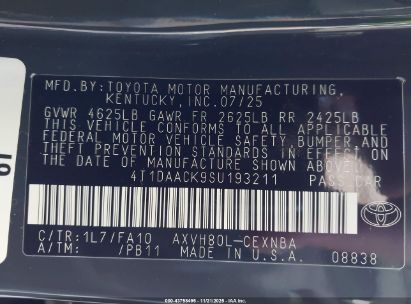 MFD.BY:TOYOTA MOTOR MANUFACTURING,
KENTUCKY, INC.07/25
GVWR 4625LB GAWR FR 2625LB RR 2425LB
THIS VEHICLE CONFORMS TO ALL APPLICABLE
FEDERAL MOTOR VEHICLE SAFETY, BUMPER, AND
THEFT PREVENTION STANDARDS IN EFFECT ON
THE DATE OF MANUFACTURE SHOWN ABOVE.
4T1DAACK9SU193211 PASS CAR
C/TR:1L7/FA10 AXVH80L-CEXNBA
A/TM: /PB11 MADE IN U.S.A. 08838
TOYOTA